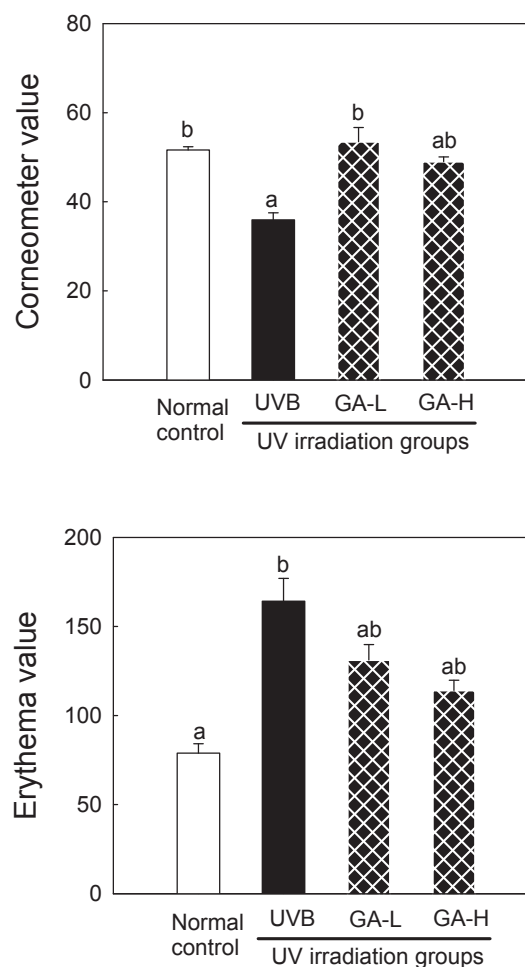 80
60
40
20
0
Corneometer value
b
a
b
ab
Normal
control
UVB
GA-L
GA-H
UV irradiation groups
200
150
100
50
0
Erythema value
a
b
ab
ab
Normal
control
UVB
GA-L
GA-H
UV irradiation groups